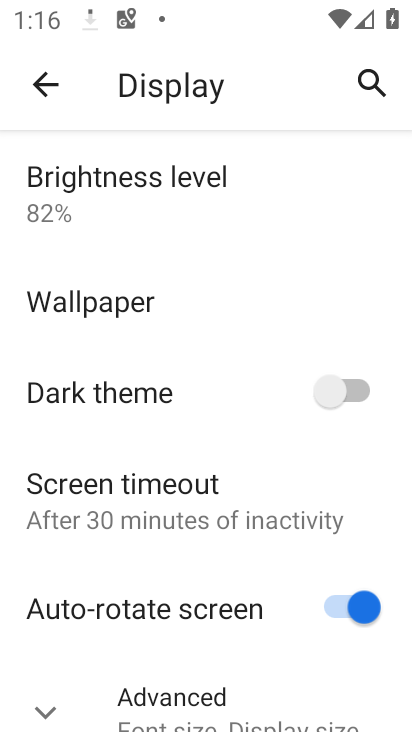 1:16
Display
Brightness level
82%
Wallpaper
Dark theme
Screen timeout
After 30 minutes of inactivity
Auto-rotate screen
Advanced
Font size, Display size